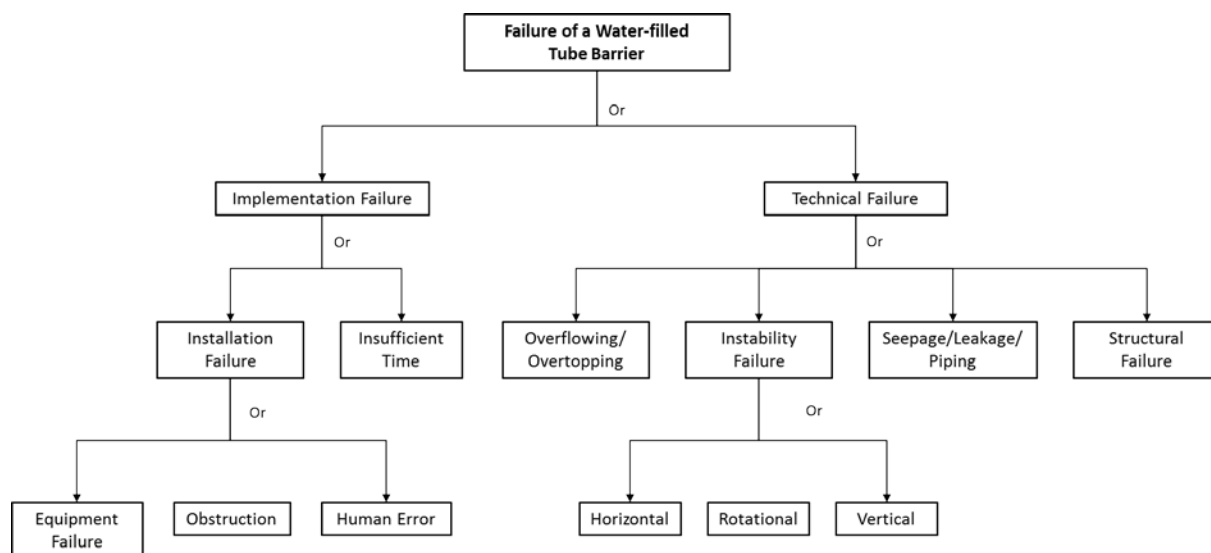 Failure of a Water-filled
Tube Barrier
Or
Implementation Failure
Technical Failure
Or
Or
Installation
Failure
Insufficient
Time
Overflowing/
Overtopping
Instability
Failure
Seepage/Leakage/
Piping
Structural
Failure
Or
Or
Equipment
Failure
Obstruction
Human Error
Horizontal
Rotational
Vertical